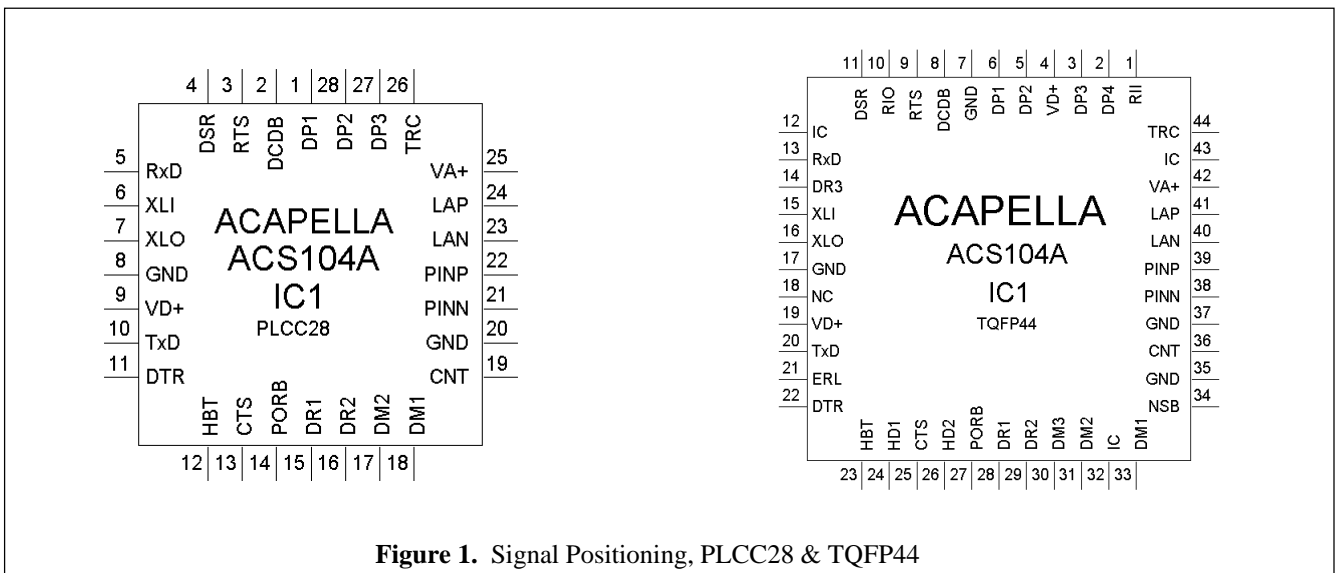 4 3 2 1 28 27 26
DSR RTS DCDB DP1 DP2 DP3 TRC
5 RxD VA+ 25
6 XLI LAP 24
7 XLO LAN 23
8 GND PINP 22
9 VD+ PINN 21
10 TxD GND 20
11 DTR CNT 19
ACAPELLA
ACS104A
IC1
PLCC28
HBT CTS PORB DR1 DR2 DM2 DM1
12 13 14 15 16 17 18
11 10 9 8 7 6 5 4 3 2 1
DSR RIO RTS DCDB GND DP1 DP2 VD+ DP3 DP4 RII
12 IC TRC 44
13 RxD IC 43
14 DR3 VA+ 42
15 XLI LAP 41
16 XLO LAN 40
17 GND PINP 39
18 NC PINN 38
19 VD+ GND 37
20 TxD CNT 36
21 ERL GND 35
22 DTR NSB 34
ACAPELLA
ACS104A
IC1
TQFP44
HBT HD1 CTS HD2 PORB DR1 DR2 DM3 DM2 IC DM1
23 24 25 26 27 28 29 30 31 32 33
Figure 1. Signal Positioning, PLCC28 & TQFP44